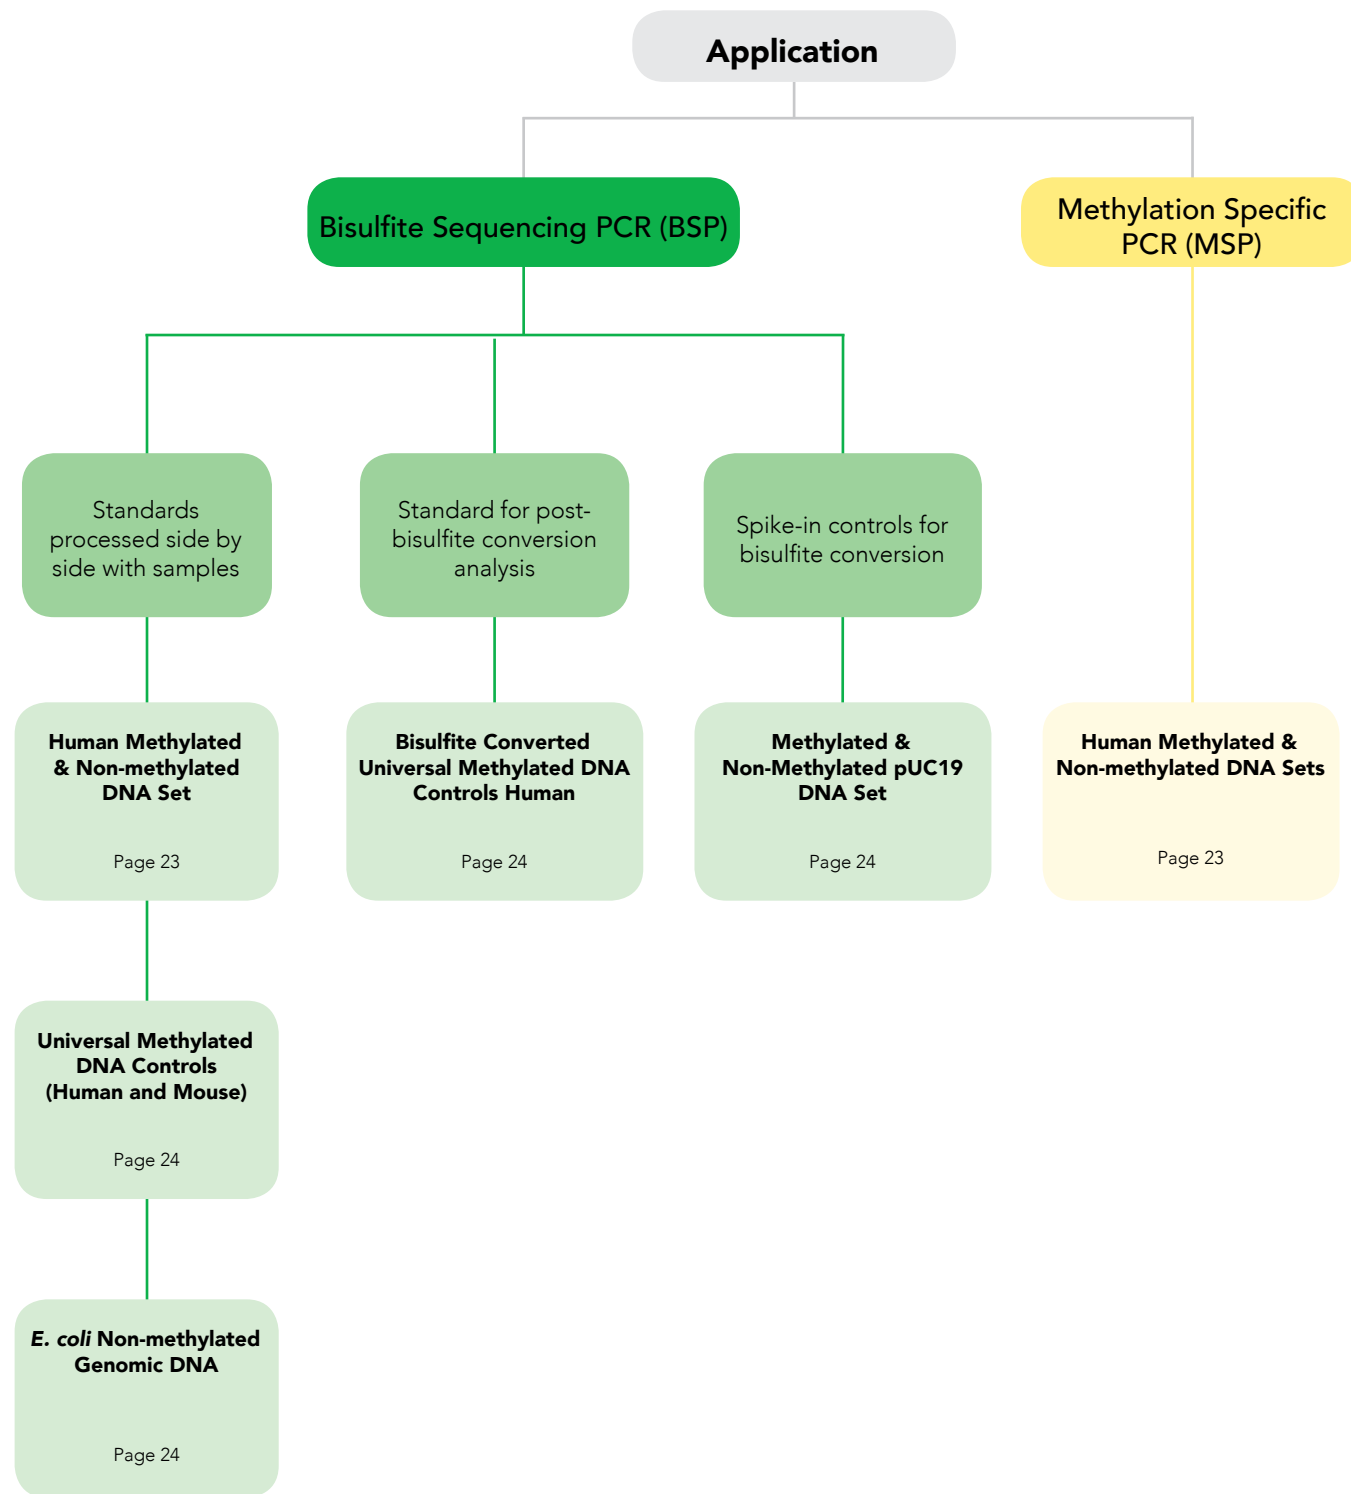 Application
Bisulfite Sequencing PCR (BSP)
Methylation Specific
PCR (MSP)
Standards
processed side by
side with samples
Standard for post-
bisulfite conversion
analysis
Spike-in controls for
bisulfite conversion
Human Methylated
& Non-methylated
DNA Set
Page 23
Bisulfite Converted
Universal Methylated DNA
Controls Human
Page 24
Methylated &
Non-Methylated pUC19
DNA Set
Page 24
Human Methylated &
Non-methylated DNA Sets
Page 23
Universal Methylated
DNA Controls
(Human and Mouse)
Page 24
E. coli Non-methylated
Genomic DNA
Page 24